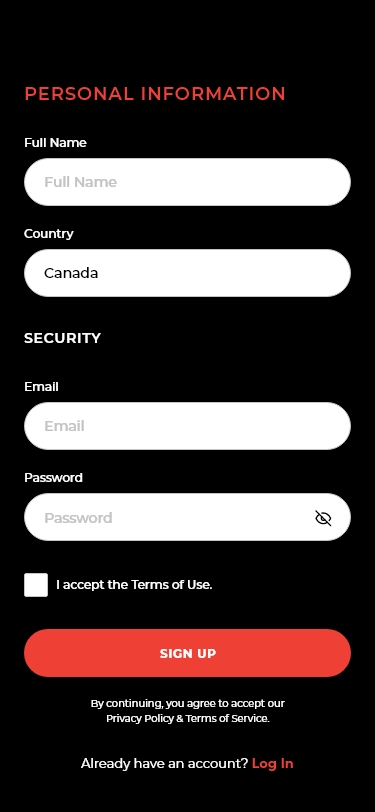 PERSONAL INFORMATION
Full Name
Full Name
Country
Canada
SECURITY
Email
Email
Password
Password
I accept the Terms of Use.
SIGN UP
By continuing, you agree to accept our
Privacy Policy & Terms of Service.
Already have an account? Log In